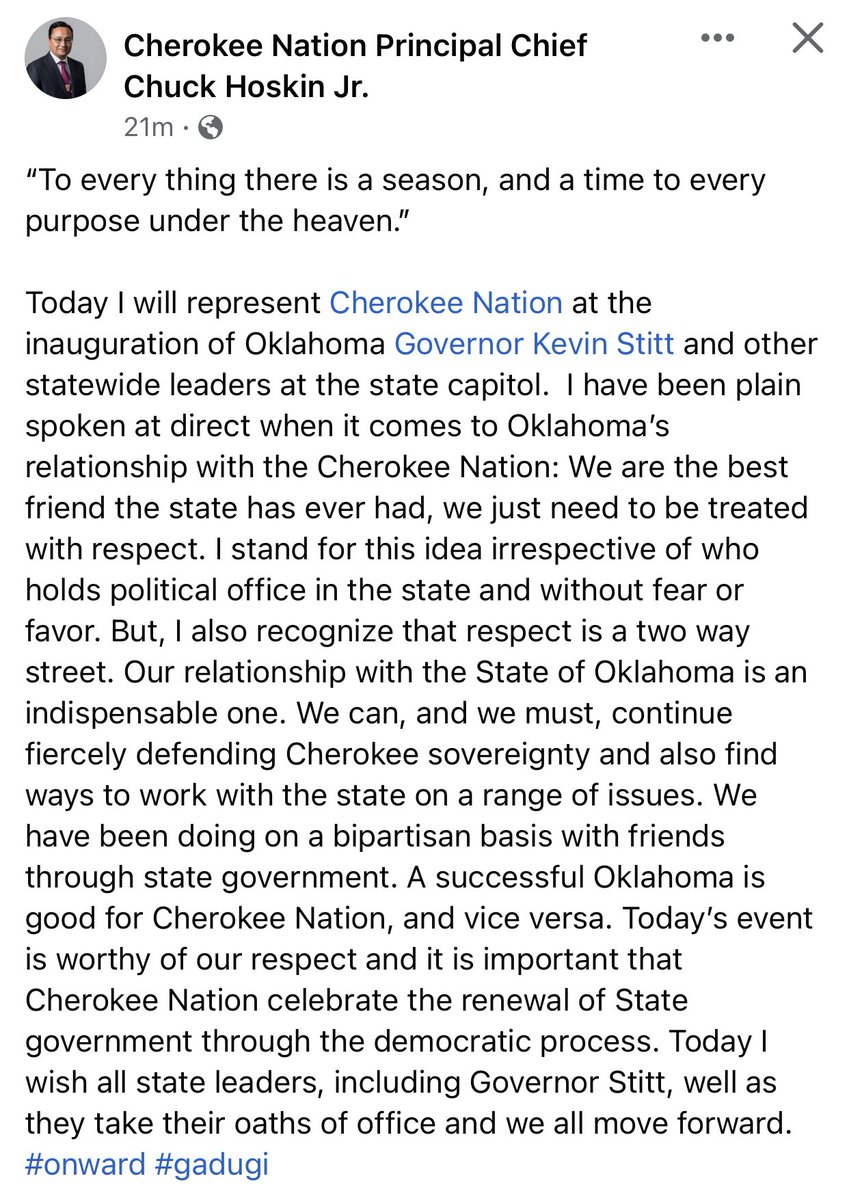 Cherokee Nation Principal Chief
Chuck Hoskin Jr.
21m ·
“To every thing there is a season, and a time to every
purpose under the heaven.”
Today I will represent Cherokee Nation at the
inauguration of Oklahoma Governor Kevin Stitt and other
statewide leaders at the state capitol.  I have been plain
spoken at direct when it comes to Oklahoma’s
relationship with the Cherokee Nation: We are the best
friend the state has ever had, we just need to be treated
with respect. I stand for this idea irrespective of who
holds political office in the state and without fear or
favor. But, I also recognize that respect is a two way
street. Our relationship with the State of Oklahoma is an
indispensable one. We can, and we must, continue
fiercely defending Cherokee sovereignty and also find
ways to work with the state on a range of issues. We
have been doing on a bipartisan basis with friends
through state government. A successful Oklahoma is
good for Cherokee Nation, and vice versa. Today’s event
is worthy of our respect and it is important that
Cherokee Nation celebrate the renewal of State
government through the democratic process. Today I
wish all state leaders, including Governor Stitt, well as
they take their oaths of office and we all move forward.
#onward #gadugi